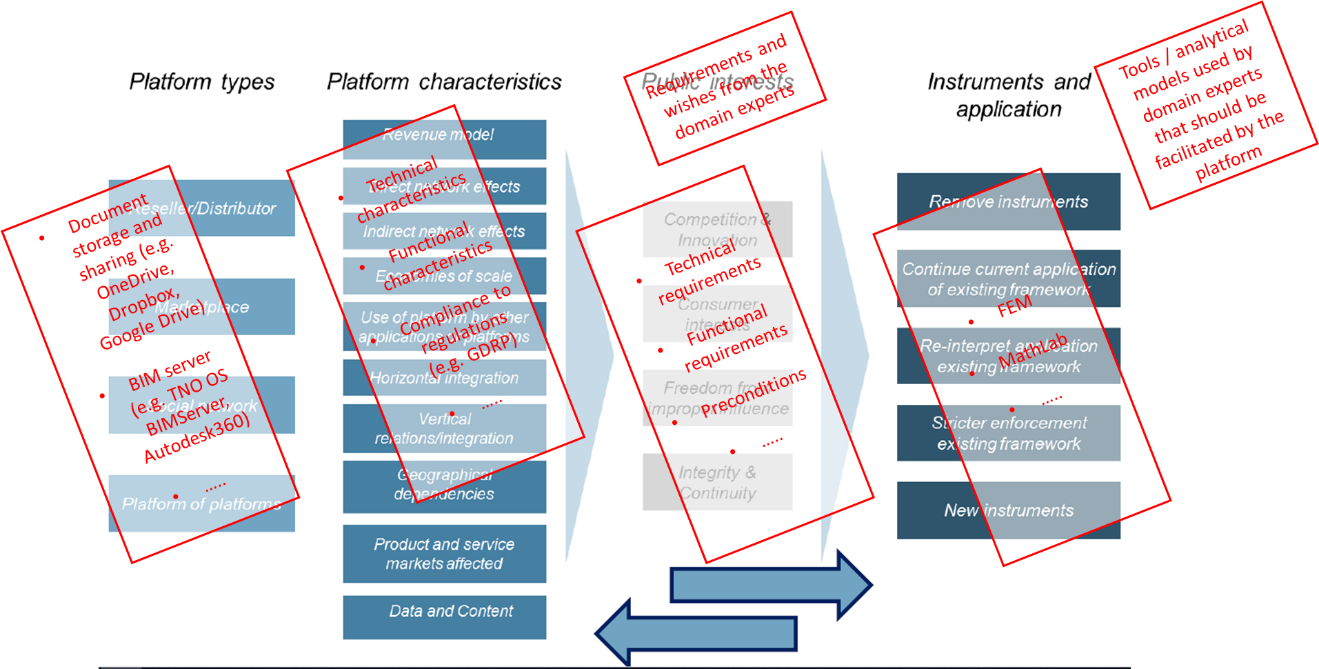 Platform types
Reseller/Distributor
Marketplace
Social network
Platform of platforms
• Document
storage and
sharing (e.g.
OneDrive,
Dropbox,
Google Drive)
• BIM server
(e.g. TNO OS
BIMServer,
Autodesk360)
• .....
Platform characteristics
Revenue model
Direct network effects
Indirect network effects
Economies of scale
Use of platform by other
applications platforms
Horizontal integration
Vertical
relations/integration
Geographical
dependencies
Product and service
markets affected
Data and Content
• Technical
characteristics
• Functional
characteristics
• Compliance to
regulations
(e.g. GDRP)
• .....
Public interests
Requirements and
wishes from the
domain experts
Competition &
Innovation
Consumer
interests
Freedom from
improper influence
Integrity &
Continuity
• Technical
requirements
• Functional
requirements
• Preconditions
• .....
Instruments and
application
Remove instruments
Continue current application
of existing framework
Re-interpret application
existing framework
Stricter enforcement
existing framework
New instruments
• FEM
• MathLab
• .....
Tools / analytical
models used by
domain experts
that should be
facilitated by the
platform